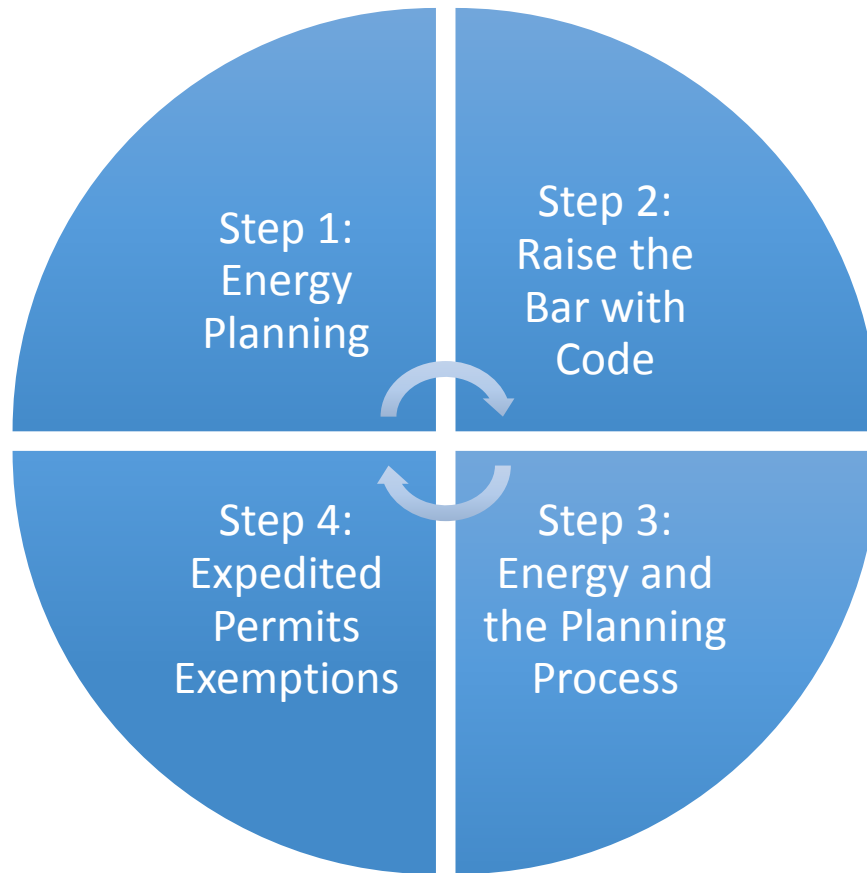 Step 1:
Energy
Planning
Step 2:
Raise the
Bar with
Code
Step 3:
Energy and
the Planning
Process
Step 4:
Expedited
Permits
Exemptions